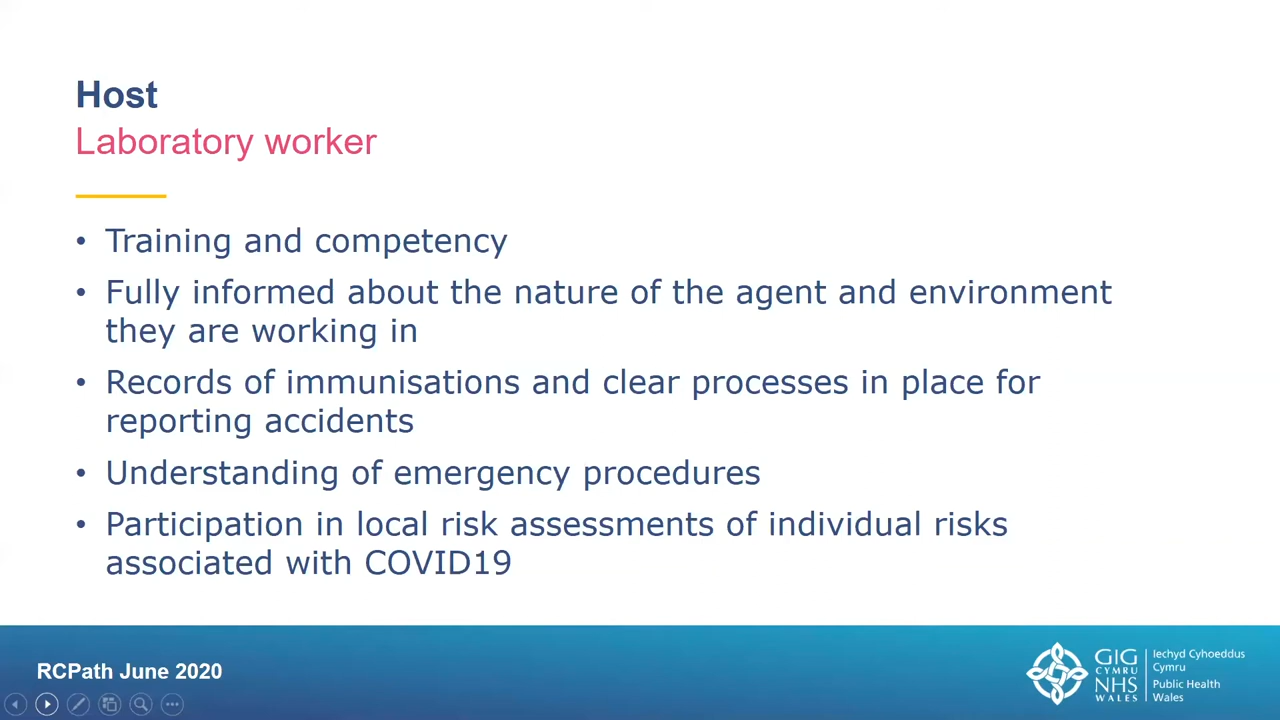 Host
Laboratory worker
• Training and competency
• Fully informed about the nature of the agent and environment
they are working in
• Records of immunisations and clear processes in place for
reporting accidents
• Understanding of emergency procedures
• Participation in local risk assessments of individual risks
associated with COVID19
RCPath June 2020
GIG
CYMRU
NHS
WALES
Iechyd Cyhoeddus
Cymru
Public Health
Wales